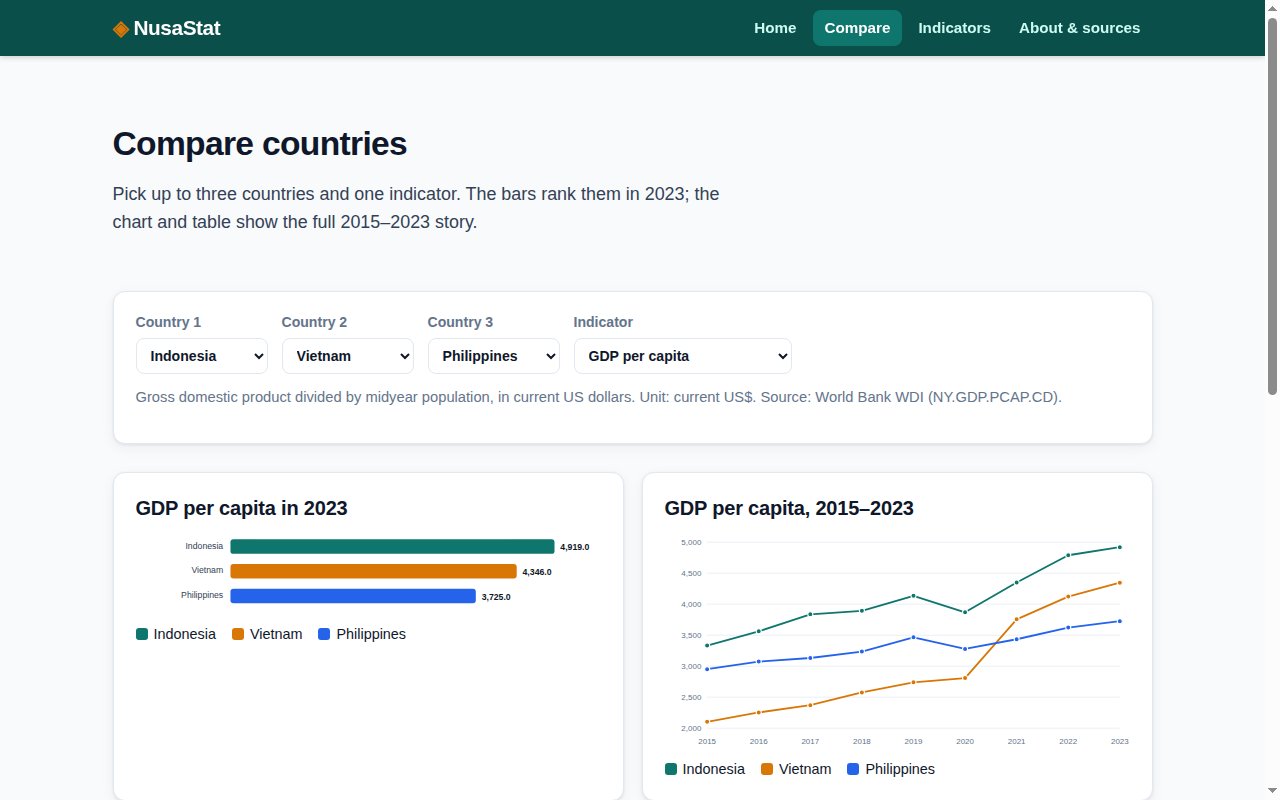 ◈ NusaStat
Home Compare Indicators About & sources
Compare countries
Pick up to three countries and one indicator. The bars rank them in 2023; the
chart and table show the full 2015–2023 story.
Country 1 Country 2 Country 3 Indicator
Indonesia Vietnam Philippines GDP per capita
Gross domestic product divided by midyear population, in current US dollars. Unit: current US$. Source: World Bank WDI (NY.GDP.PCAP.CD).
GDP per capita in 2023
Indonesia 4,919.0
Vietnam 4,346.0
Philippines 3,725.0
Indonesia Vietnam Philippines
GDP per capita, 2015–2023
5,000
4,500
4,000
3,500
3,000
2,500
2,000
2015 2016 2017 2018 2019 2020 2021 2022 2023
Indonesia Vietnam Philippines